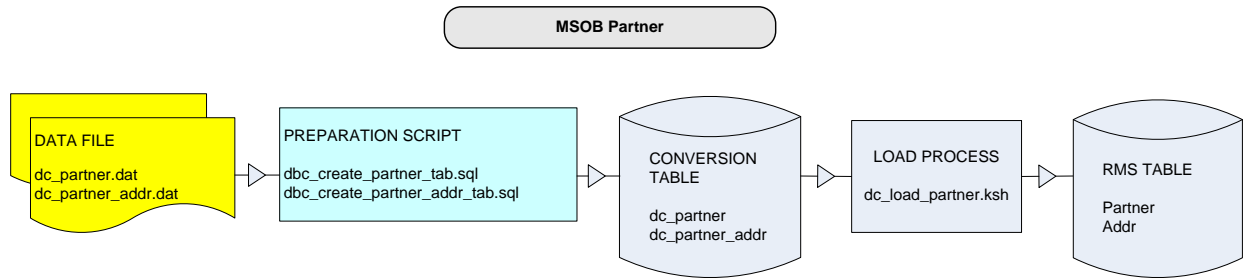 MSOB Partner
DATA FILE
dc_partner.dat
dc_partner_addr.dat
PREPARATION SCRIPT
dbc_create_partner_tab.sql
dbc_create_partner_addr_tab.sql
CONVERSION
TABLE
dc_partner
dc_partner_addr
LOAD PROCESS
dc_load_partner.ksh
RMS TABLE
Partner
Addr